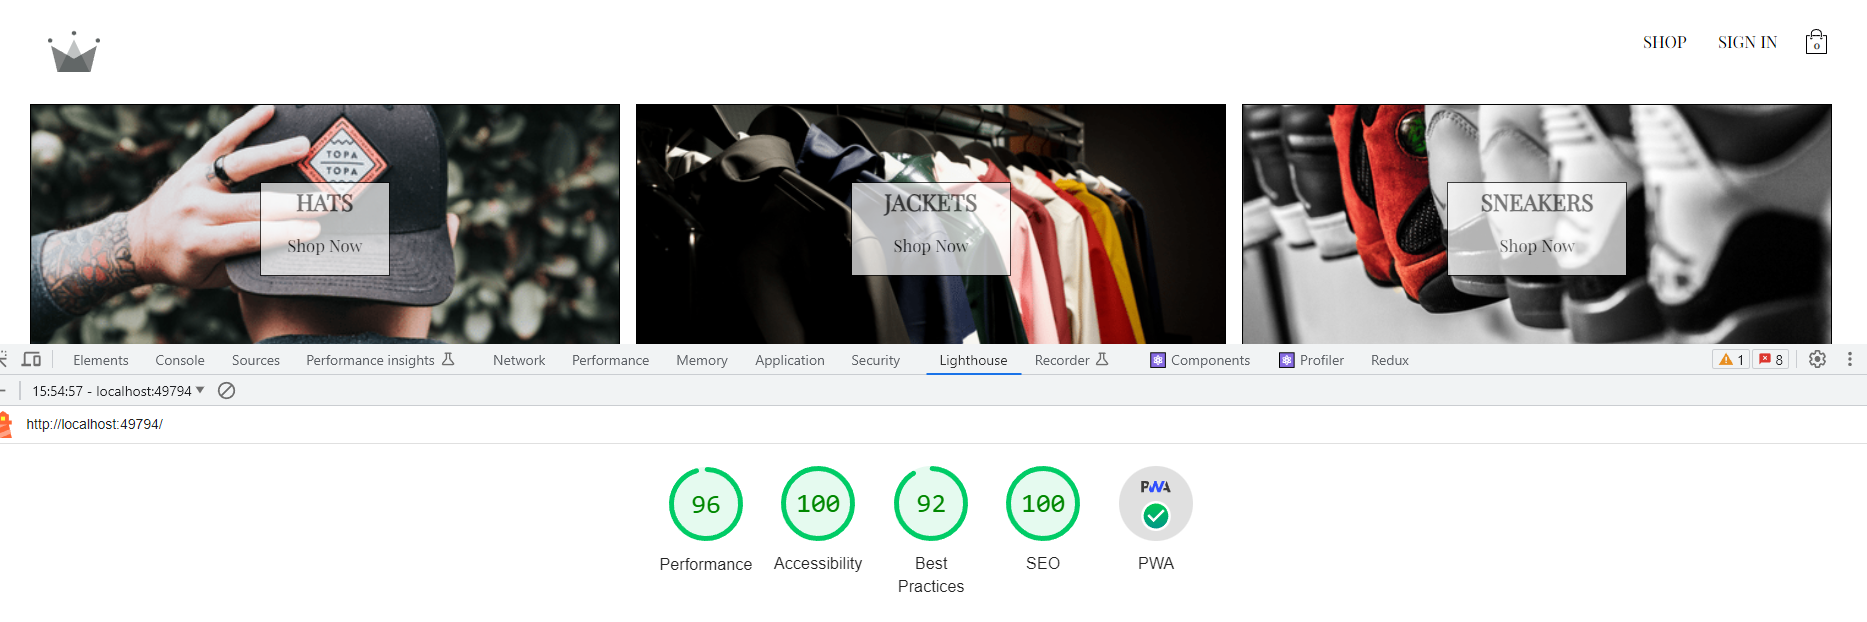 SHOP SIGN IN
0
TOPA
TOPA
HATS
Shop Now
JACKETS
Shop Now
SNEAKERS
Shop Now
Elements Console Sources Performance insights Network Performance Memory Application Security Lighthouse Recorder Components Profiler Redux 1 8
15:54:57 - localhost:49794
http://localhost:49794/
96 100 92 100 PWA
Performance Accessibility Best Practices SEO PWA